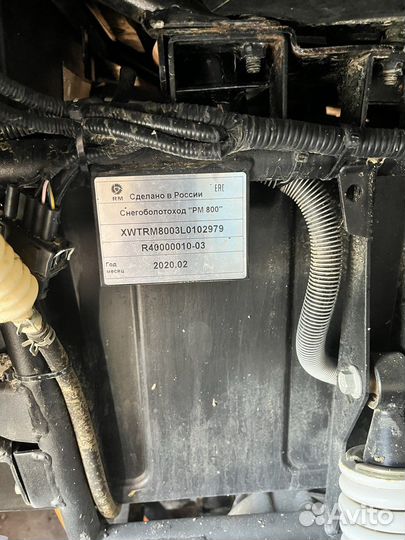 RM
Сделано в России
EAC
Снегоболотоход "РМ 800"
XWTRM8003L0102979
R40000010-03
Год
месяц
2020.02
Avito